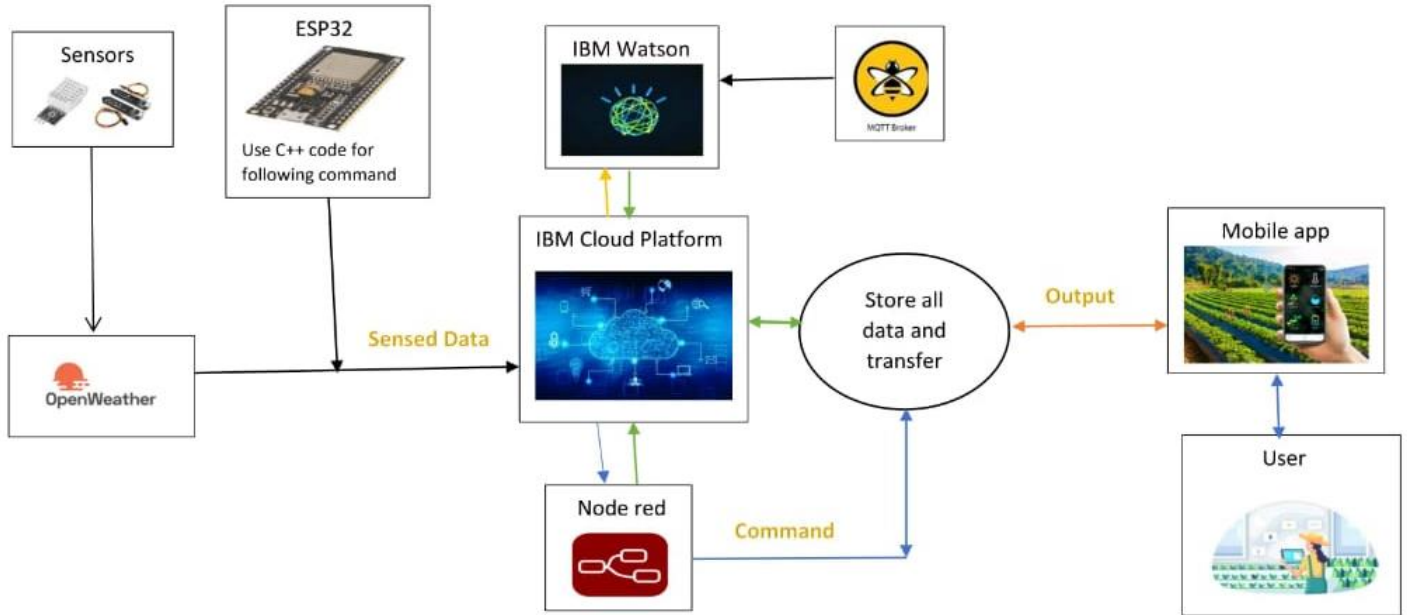 Sensors
ESP32
Use C++ code for
following command
IBM Watson
MQTT Broker
OpenWeather
Sensed Data
IBM Cloud Platform
Store all
data and
transfer
Output
Mobile app
Node red
Command
User